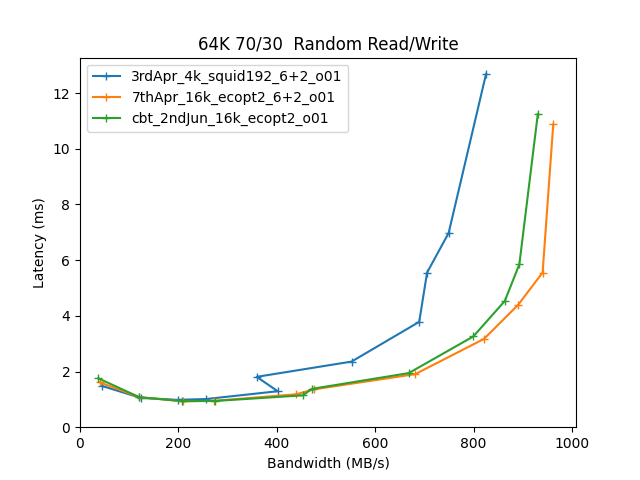 64K 70/30  Random Read/Write
3rdApr_4k_squid192_6+2_o01
7thApr_16k_ecopt2_6+2_o01
cbt_2ndJun_16k_ecopt2_o01
Latency (ms)
12
10
8
6
4
2
0
0 200 400 600 800 1000
Bandwidth (MB/s)